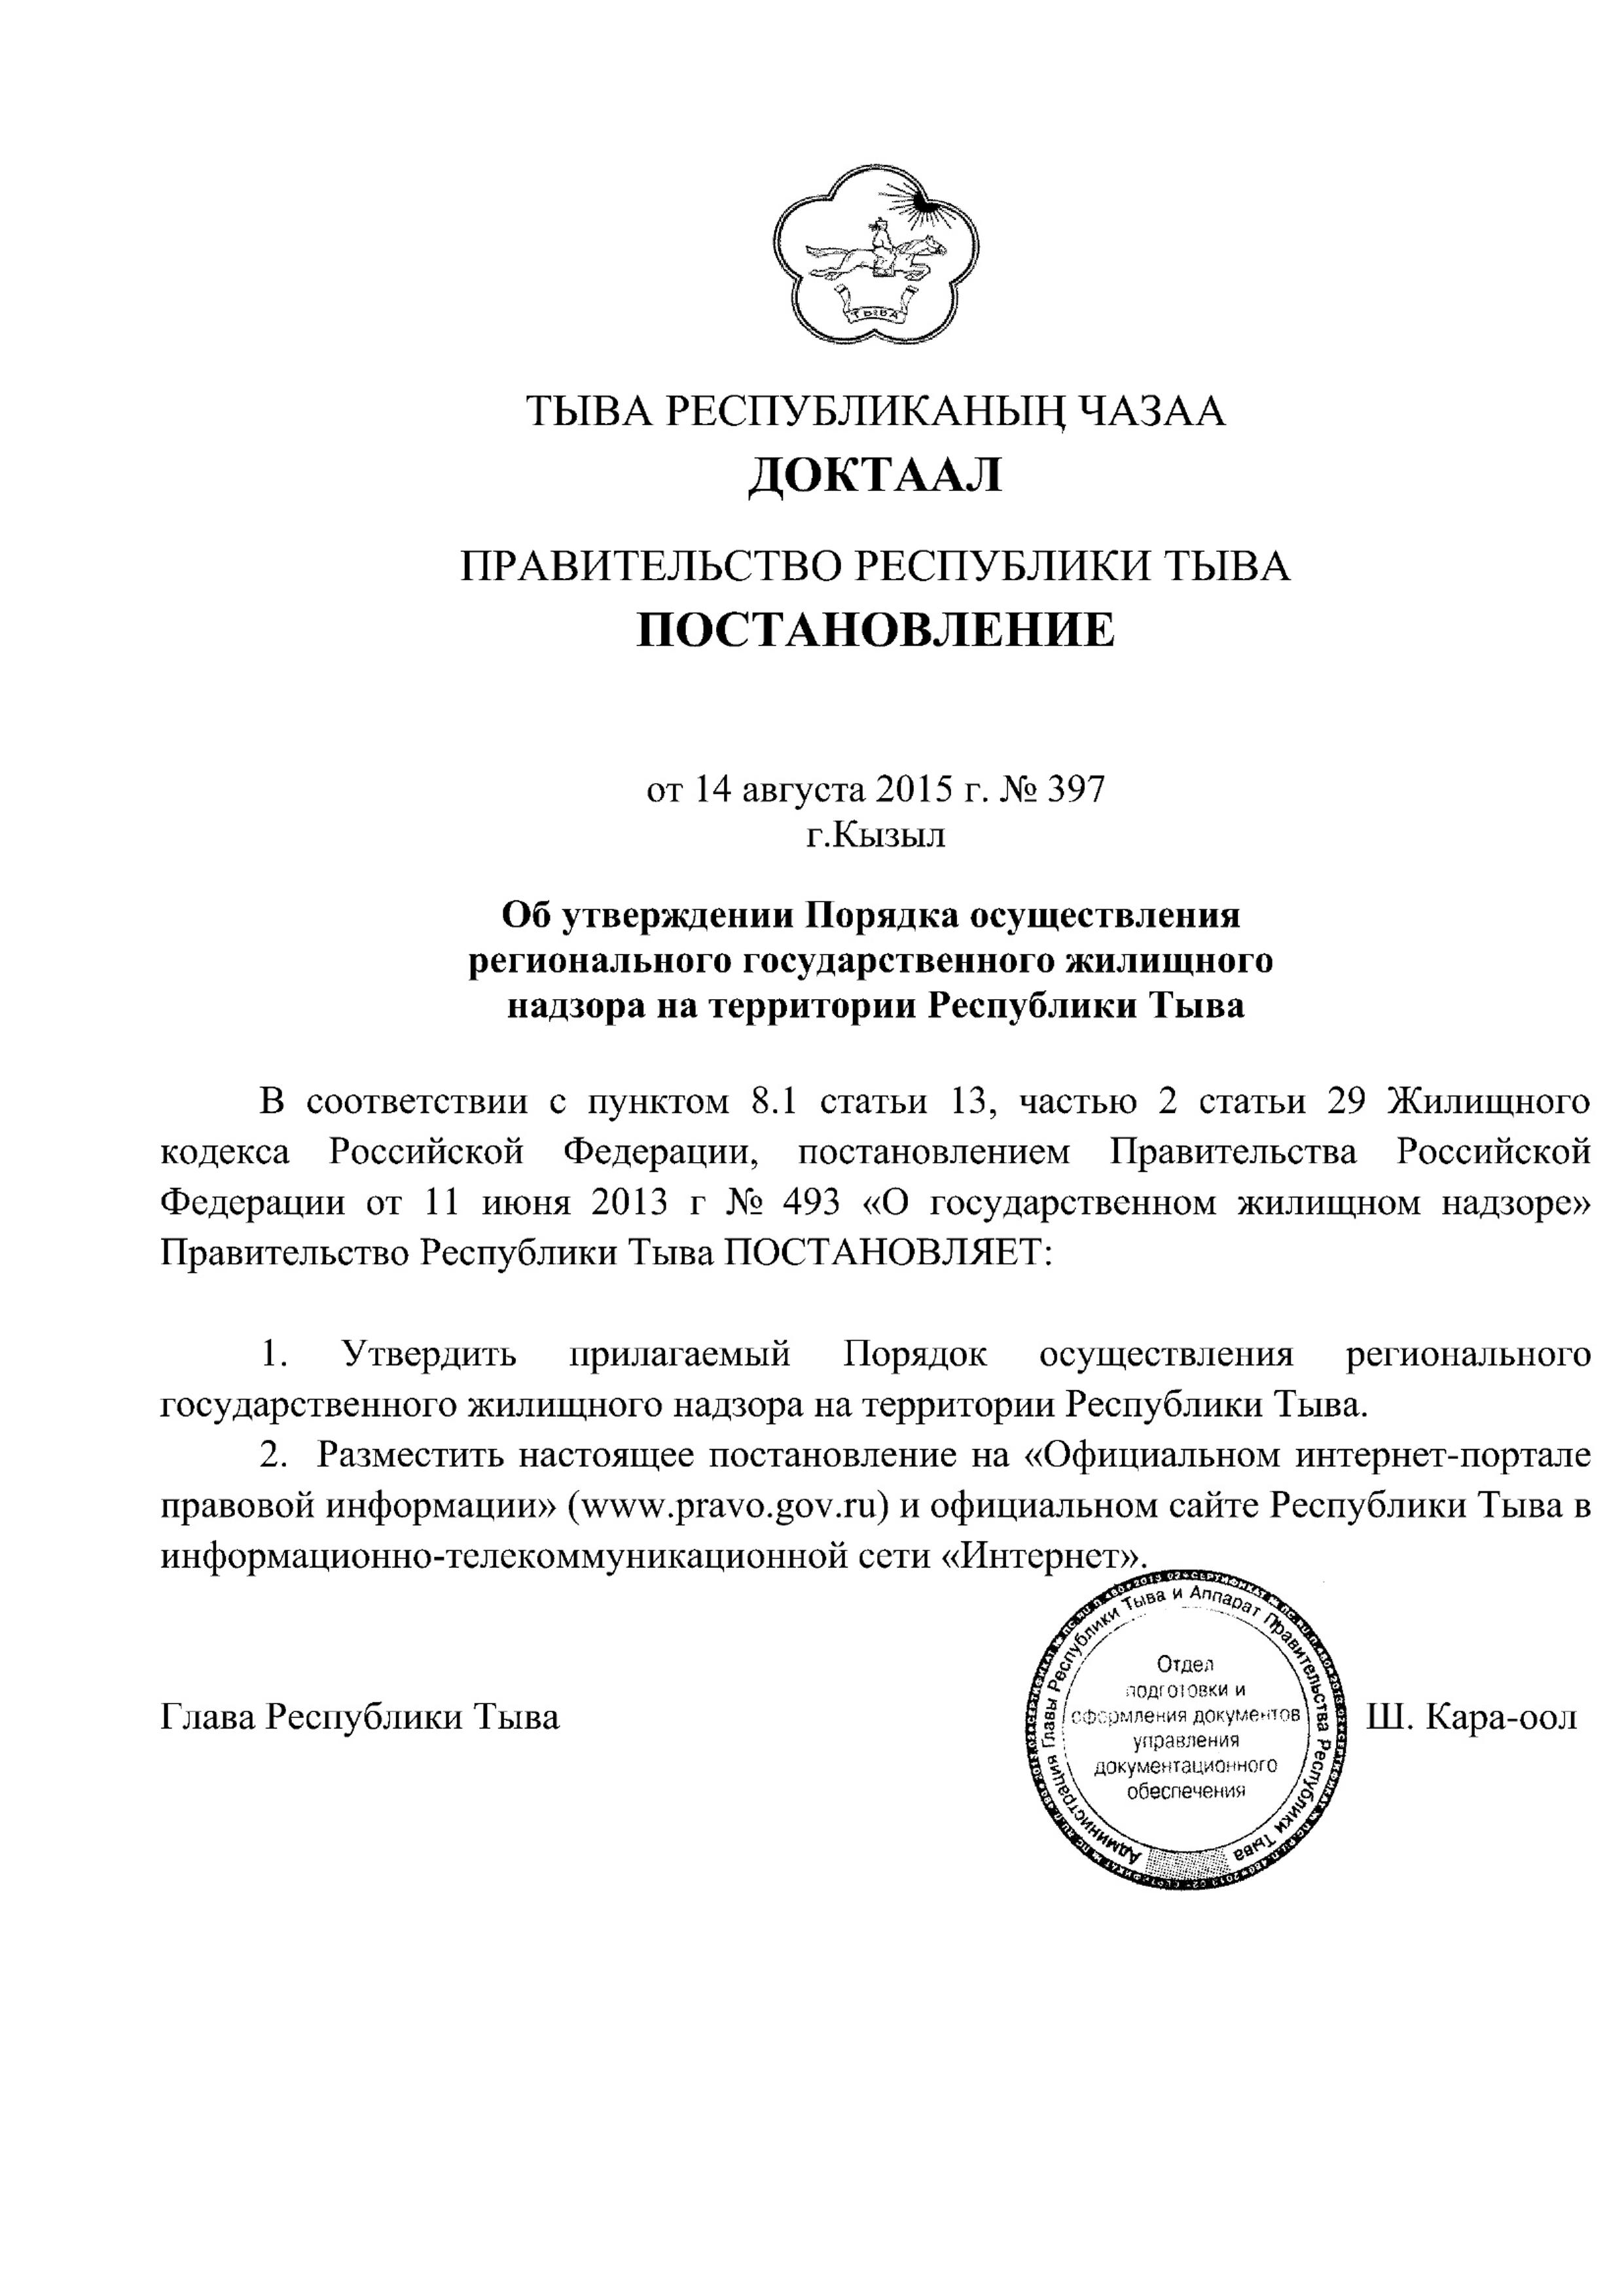 ТЫВА
ТЫВА РЕСПУБЛИКАНЫҢ ЧАЗАА
ДОКТААЛ
ПРАВИТЕЛЬСТВО РЕСПУБЛИКИ ТЫВА
ПОСТАНОВЛЕНИЕ
от 14 августа 2015 г. № 397
г.Кызыл
Об утверждении Порядка осуществления
регионального государственного жилищного
надзора на территории Республики Тыва
В соответствии с пунктом 8.1 статьи 13, частью 2 статьи 29 Жилищного
кодекса Российской Федерации, постановлением Правительства Российской
Федерации от 11 июня 2013 г № 493 «О государственном жилищном надзоре»
Правительство Республики Тыва ПОСТАНОВЛЯЕТ:
1. Утвердить прилагаемый Порядок осуществления регионального
государственного жилищного надзора на территории Республики Тыва.
2. Разместить настоящее постановление на «Официальном интернет-портале
правовой информации» (www.pravo.gov.ru) и официальном сайте Республики Тыва в
информационно-телекоммуникационной сети «Интернет».
Глава Республики Тыва
Ш. Кара-оол
Администрация Главы Республики Тыва и Аппарат Правительства Республики Тыва
Отдел
подготовки и
оформления документов
управления
документационного
обеспечения